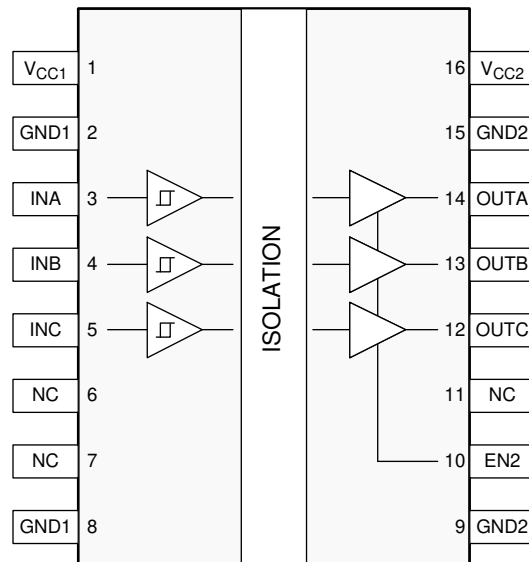 VCC1 1 16 VCC2
GND1 2 15 GND2
INA 3 14 OUTA
INB 4 13 OUTB
INC 5 12 OUTC
NC 6 11 NC
NC 7 10 EN2
GND1 8 9 GND2
ISOLATION